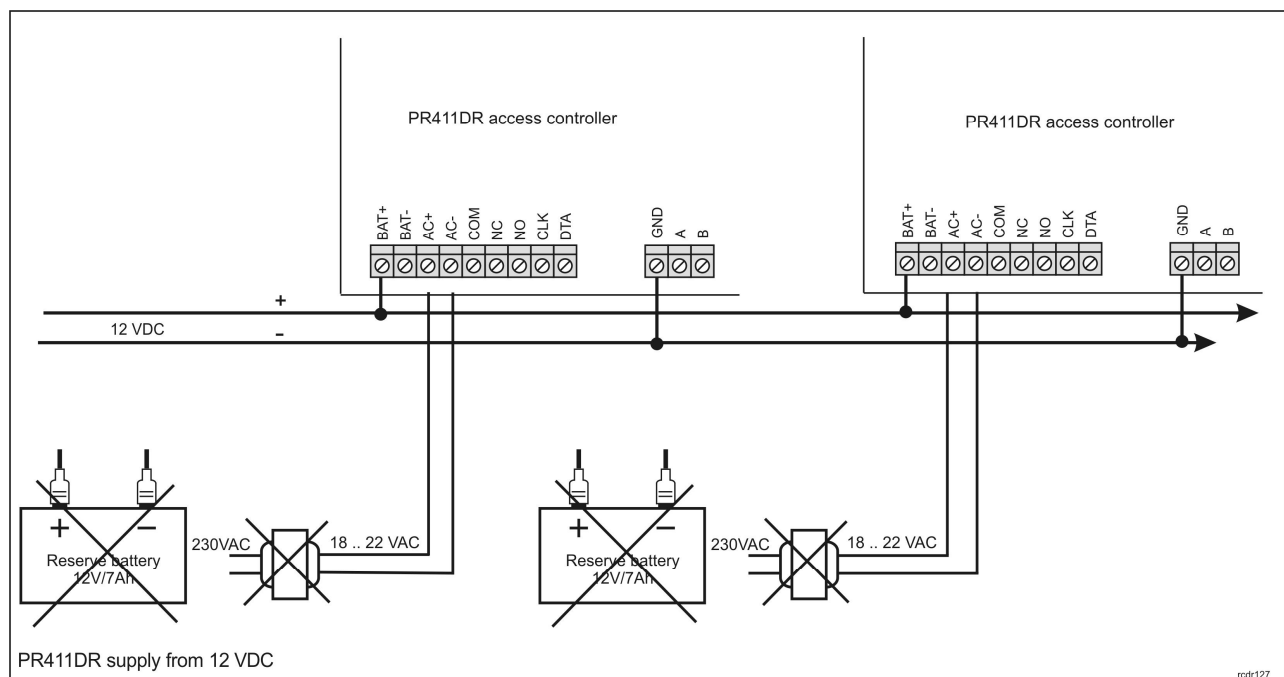 PR411DR access controller
PR411DR access controller
BAT+ BAT- AC+ AC- COM NC NO CLK DTA
GND A B
BAT+ BAT- AC+ AC- COM NC NO CLK DTA
GND A B
+
12 VDC
-
+ -
Reserve battery
12V/7Ah
230VAC
18 .. 22 VAC
+ -
Reserve battery
12V/7Ah
230VAC
18 .. 22 VAC
PR411DR supply from 12 VDC
rcdr127